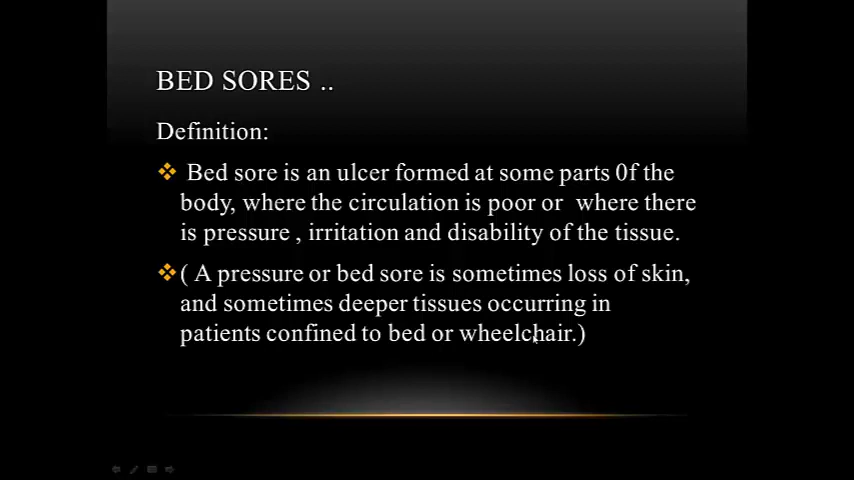 BED SORES ..
Definition:
Bed sore is an ulcer formed at some parts 0f the
body, where the circulation is poor or where there
is pressure , irritation and disability of the tissue.
( A pressure or bed sore is sometimes loss of skin,
and sometimes deeper tissues occurring in
patients confined to bed or wheelchair.)